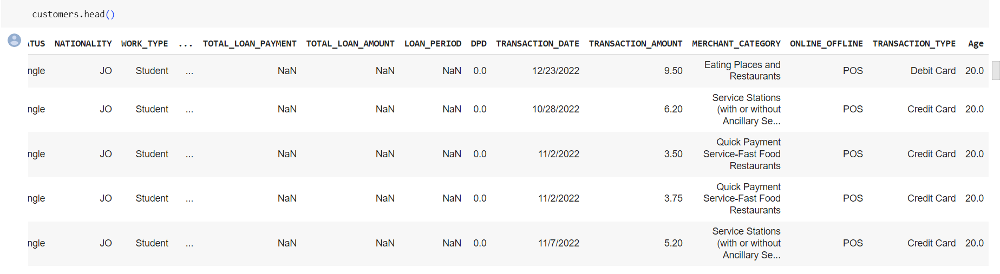 customers.head()
ATUS NATIONALITY WORK_TYPE ... TOTAL_LOAN_PAYMENT TOTAL_LOAN_AMOUNT LOAN_PERIOD DPD TRANSACTION_DATE TRANSACTION_AMOUNT MERCHANT_CATEGORY ONLINE_OFFLINE TRANSACTION_TYPE Age
ngle JO Student ... NaN NaN NaN 0.0 12/23/2022 9.50 Eating Places and Restaurants POS Debit Card 20.0
ngle JO Student ... NaN NaN NaN 0.0 10/28/2022 6.20 Service Stations (with or without Ancillary Se... POS Credit Card 20.0
ngle JO Student ... NaN NaN NaN 0.0 11/2/2022 3.50 Quick Payment Service-Fast Food Restaurants POS Credit Card 20.0
ngle JO Student ... NaN NaN NaN 0.0 11/2/2022 3.75 Quick Payment Service-Fast Food Restaurants POS Credit Card 20.0
ngle JO Student ... NaN NaN NaN 0.0 11/7/2022 5.20 Service Stations (with or without Ancillary Se... POS Credit Card 20.0